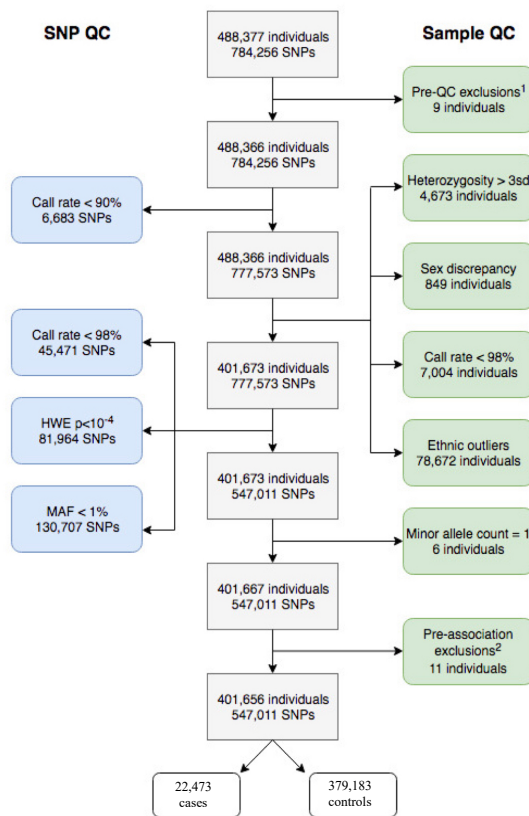 SNP QC
Sample QC
488,377 individuals
784,256 SNPs
Pre-QC exclusions¹
9 individuals
488,366 individuals
784,256 SNPs
Heterozygosity > 3sd
4,673 individuals
Call rate < 90%
6,683 SNPs
488,366 individuals
777,573 SNPs
Sex discrepancy
849 individuals
Call rate < 98%
45,471 SNPs
401,673 individuals
777,573 SNPs
Call rate < 98%
7,004 individuals
HWE p<10⁻⁴
81,964 SNPs
Ethnic outliers
78,672 individuals
401,673 individuals
547,011 SNPs
MAF < 1%
130,707 SNPs
Minor allele count = 1
6 individuals
401,667 individuals
547,011 SNPs
Pre-association
exclusions²
11 individuals
401,656 individuals
547,011 SNPs
22,473
cases
379,183
controls